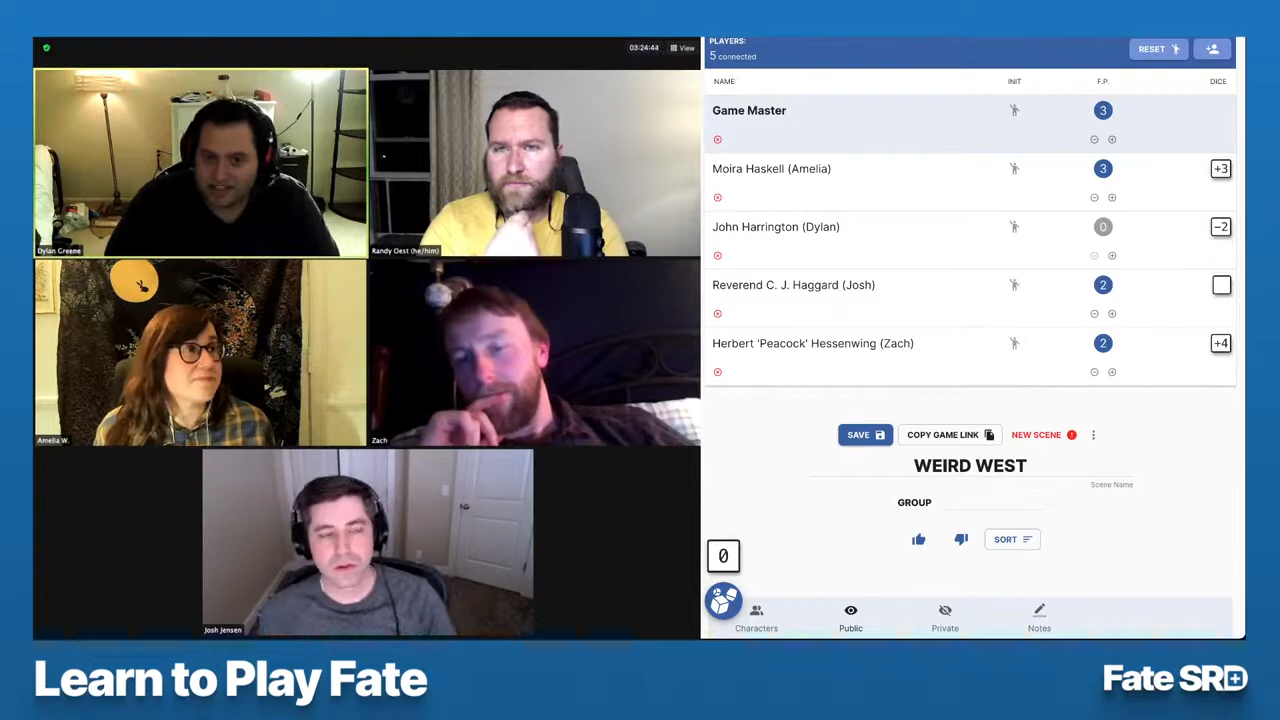 03:24:44 View
Dylan Greene
Randy Oest (he/him)
Amelia W.
Zach
Josh Jensen
PLAYERS:
5 connected
RESET
NAME INIT F.P. DICE
Game Master 3
Moira Haskell (Amelia) 3 +3
John Harrington (Dylan) 0 −2
Reverend C. J. Haggard (Josh) 2
Herbert 'Peacock' Hessenwing (Zach) 2 +4
SAVE COPY GAME LINK NEW SCENE
WEIRD WEST
Scene Name
GROUP
SORT
0
Characters Public Private Notes
Learn to Play Fate
Fate SRD